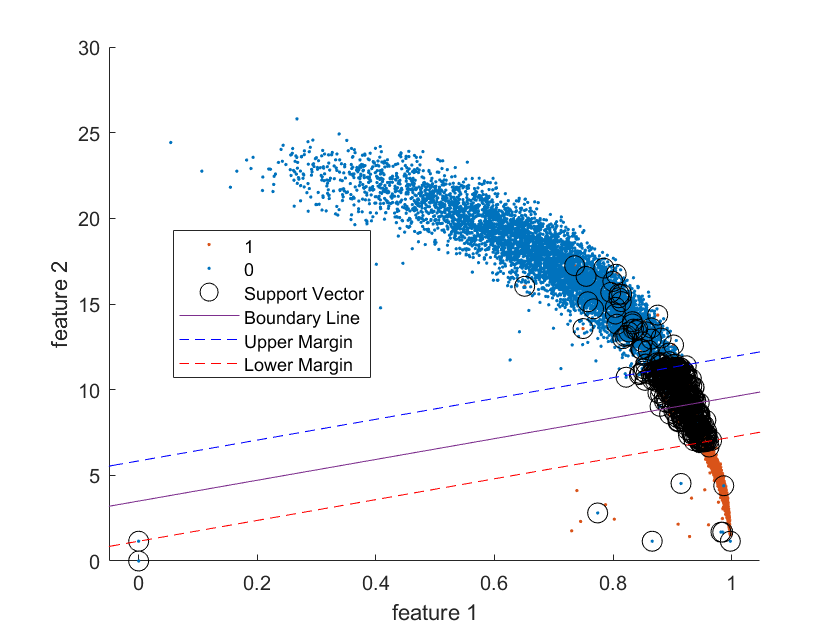 30
25
20
15
10
5
0
feature 2
1
0
Support Vector
Boundary Line
Upper Margin
Lower Margin
0 0.2 0.4 0.6 0.8 1
feature 1